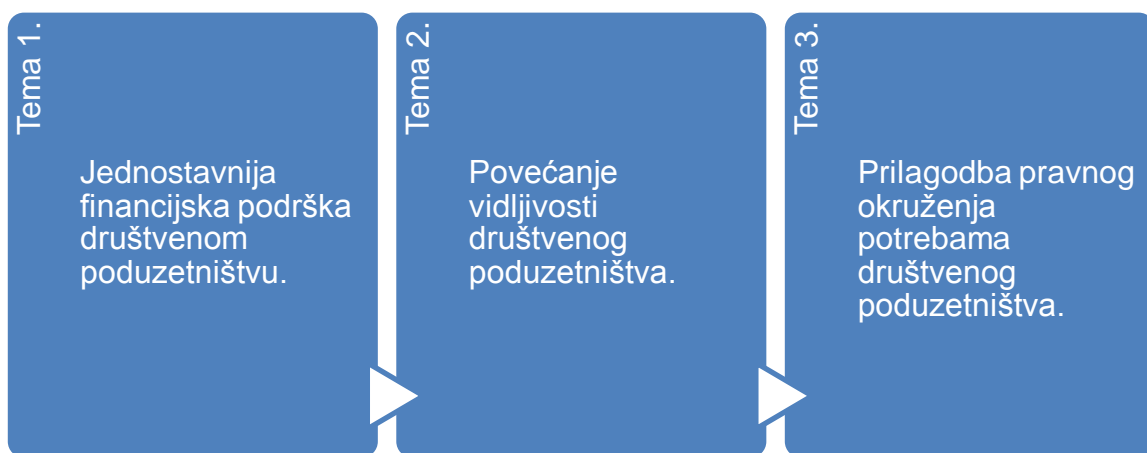 Tema 1.
Jednostavnija
financijska podrška
društvenom
poduzetništvu.
Tema 2.
Povećanje
vidljivosti
društvenog
poduzetništva.
Tema 3.
Prilagodba pravnog
okruženja
potrebama
društvenog
poduzetništva.